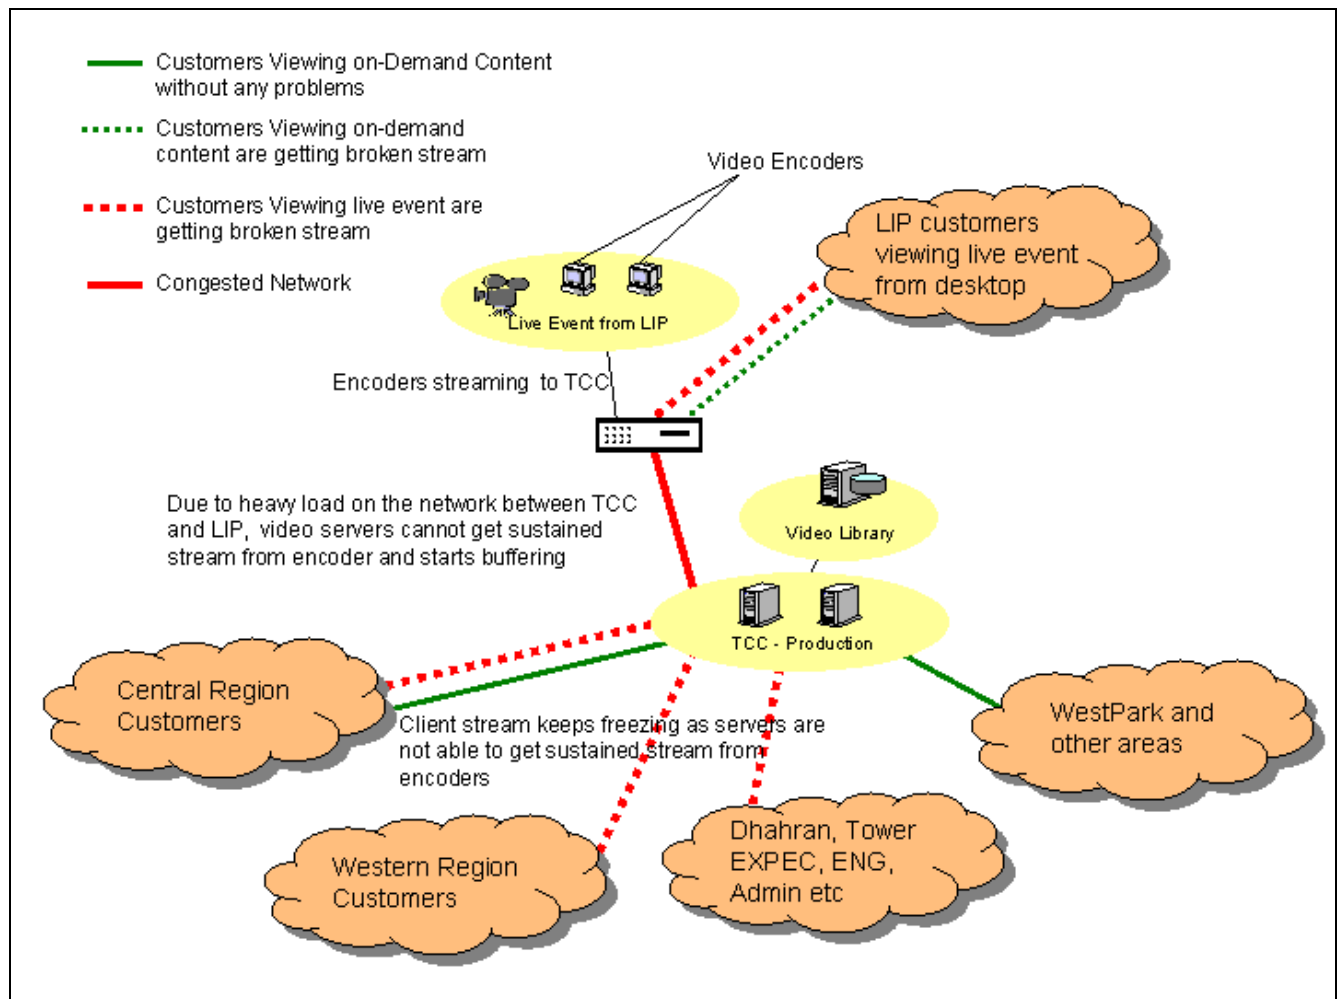 Customers Viewing on-Demand Content
without any problems
Customers Viewing on-demand
content are getting broken stream
Customers Viewing live event are
getting broken stream
Congested Network
Video Encoders
LIP customers
viewing live event
from desktop
Live Event from LIP
Encoders streaming to TCC
Due to heavy load on the network between TCC
and LIP, video servers cannot get sustained
stream from encoder and starts buffering
Video Library
TCC - Production
Central Region
Customers
Client stream keeps freezing as servers are
not able to get sustained stream from
encoders
WestPark and
other areas
Western Region
Customers
Dhahran, Tower
EXPEC, ENG,
Admin etc